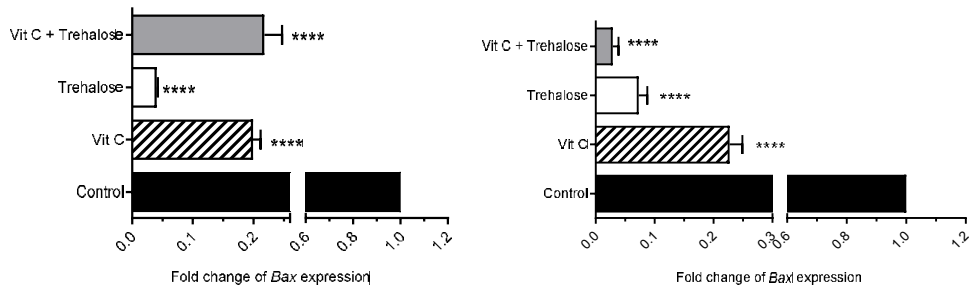 Vit C + Trehalose
****
Trehalose
****
Vit C
****
Control
0.0 0.1 0.2 0.6 0.8 1.0 1.2
Fold change of Bax expression
Vit C + Trehalose
****
Trehalose
****
Vit C
****
Control
0.0 0.1 0.2 0.3 0.6 0.8 1.0 1.2
Fold change of Bax expression